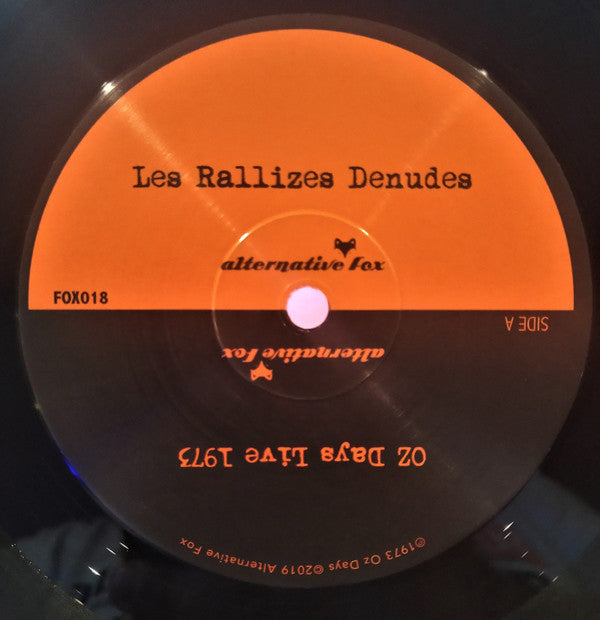 Les Rallizes Denudes
alternative fox
FOX018
SIDE A
alternative fox
OZ Days Live 1973
℗1973 Oz Days ©2019 Alternative Fox